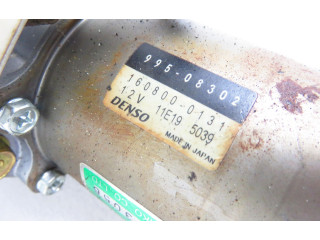 995-08302
160800-0131
12V 11E19 5039
DENSO
MADE IN JAPAN